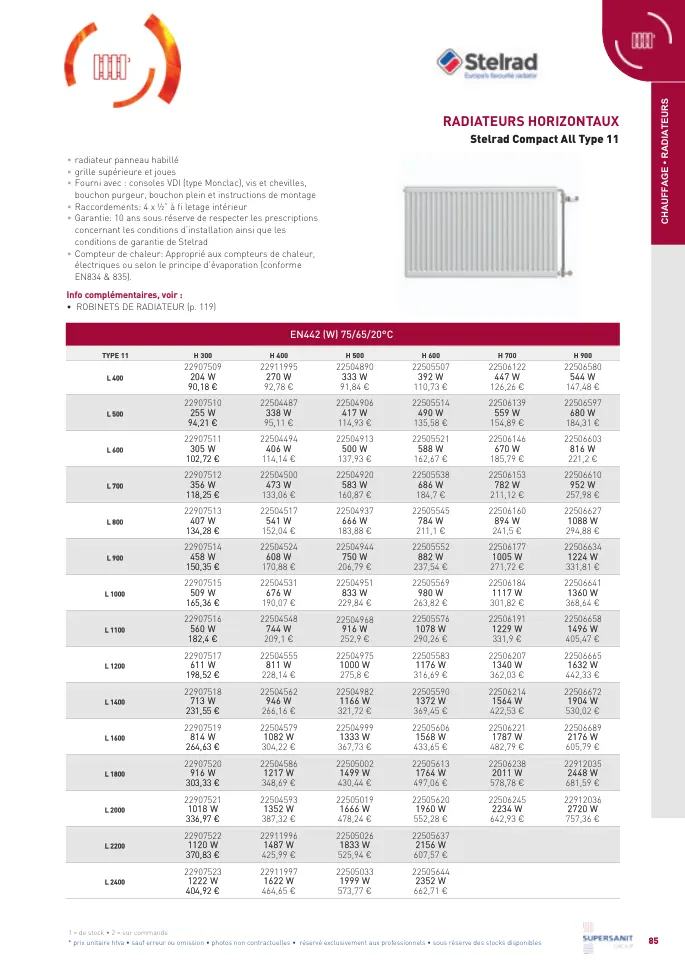 Stelrad
Europe's favourite radiator
CHAUFFAGE • RADIATEURS
RADIATEURS HORIZONTAUX
Stelrad Compact All Type 11
• radiateur panneau habillé
• grille supérieure et joues
• Fourni avec : consoles VDI (type Monclac), vis et chevilles,
bouchon purgeur, bouchon plein et instructions de montage
• Raccordements: 4 x ½" à fi letage intérieur
• Garantie: 10 ans sous réserve de respecter les prescriptions
concernant les conditions d'installation ainsi que les
conditions de garantie de Stelrad
• Compteur de chaleur: Approprié aux compteurs de chaleur,
électriques ou selon le principe d'évaporation (conforme
EN834 & 835).
Info complémentaires, voir :
• ROBINETS DE RADIATEUR (p. 119)
EN442 (W) 75/65/20°C
TYPE 11 H 300 H 400 H 500 H 600 H 700 H 900
22907509 22911995 22504890 22505507 22506122 22506580
L 400 204 W 270 W 333 W 392 W 447 W 544 W
90,18 € 92,78 € 91,84 € 110,73 € 126,26 € 147,48 €
22907510 22504487 22504906 22505514 22506139 22506597
L 500 255 W 338 W 417 W 490 W 559 W 680 W
94,21 € 95,11 € 114,93 € 135,58 € 154,89 € 184,31 €
22907511 22504494 22504913 22505521 22506146 22506603
L 600 305 W 406 W 500 W 588 W 670 W 816 W
102,72 € 114,14 € 137,93 € 162,67 € 185,79 € 221,2 €
22907512 22504500 22504920 22505538 22506153 22506610
L 700 356 W 473 W 583 W 686 W 782 W 952 W
118,25 € 133,06 € 160,87 € 184,7 € 211,12 € 257,98 €
22907513 22504517 22504937 22505545 22506160 22506627
L 800 407 W 541 W 666 W 784 W 894 W 1088 W
134,28 € 152,04 € 183,88 € 211,1 € 241,5 € 294,88 €
22907514 22504524 22504944 22505552 22506177 22506634
L 900 458 W 608 W 750 W 882 W 1005 W 1224 W
150,35 € 170,88 € 206,79 € 237,54 € 271,72 € 331,81 €
22907515 22504531 22504951 22505569 22506184 22506641
L 1000 509 W 676 W 833 W 980 W 1117 W 1360 W
165,36 € 190,07 € 229,84 € 263,82 € 301,82 € 368,64 €
22907516 22504548 22504968 22505576 22506191 22506658
L 1100 560 W 744 W 916 W 1078 W 1229 W 1496 W
182,4 € 209,1 € 252,9 € 290,26 € 331,9 € 405,47 €
22907517 22504555 22504975 22505583 22506207 22506665
L 1200 611 W 811 W 1000 W 1176 W 1340 W 1632 W
198,52 € 228,14 € 275,8 € 316,69 € 362,03 € 442,33 €
22907518 22504562 22504982 22505590 22506214 22506672
L 1400 713 W 946 W 1166 W 1372 W 1564 W 1904 W
231,55 € 266,16 € 321,72 € 369,45 € 422,53 € 530,02 €
22907519 22504579 22504999 22505606 22506221 22506689
L 1600 814 W 1082 W 1333 W 1568 W 1787 W 2176 W
264,63 € 304,22 € 367,73 € 433,65 € 482,79 € 605,79 €
22907520 22504586 22505002 22505613 22506238 22912035
L 1800 916 W 1217 W 1499 W 1764 W 2011 W 2448 W
303,33 € 348,69 € 430,44 € 497,06 € 578,78 € 681,59 €
22907521 22504593 22505019 22505620 22506245 22912036
L 2000 1018 W 1352 W 1666 W 1960 W 2234 W 2720 W
336,97 € 387,32 € 478,24 € 552,28 € 642,93 € 757,36 €
22907522 22911996 22505026 22505637
L 2200 1120 W 1487 W 1833 W 2156 W
370,83 € 425,99 € 525,94 € 607,57 €
22907523 22911997 22505033 22505644
L 2400 1222 W 1622 W 1999 W 2352 W
404,92 € 464,65 € 573,77 € 662,71 €
1 = de stock • 2 = sur commande
* prix unitaire htva • sauf erreur ou omission • photos non contractuelles • réservé exclusivement aux professionnels • sous réserve des stocks disponibles
SUPERSANIT
GROUP
85